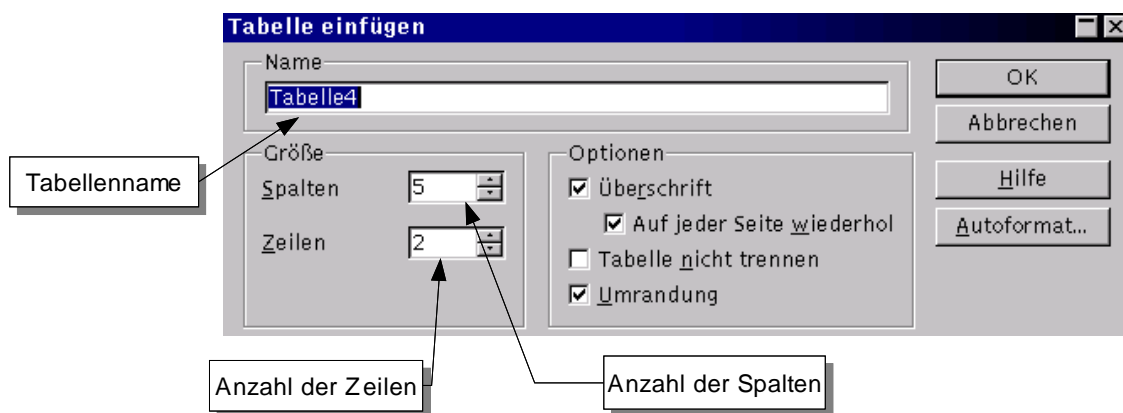 Tabelle einfügen
Name
Tabelle4
OK
Abbrechen
Hilfe
Autoformat...
Größe
Spalten 5
Zeilen 2
Optionen
Überschrift
Auf jeder Seite wiederhol
Tabelle nicht trennen
Umrandung
Tabellenname
Anzahl der Zeilen
Anzahl der Spalten